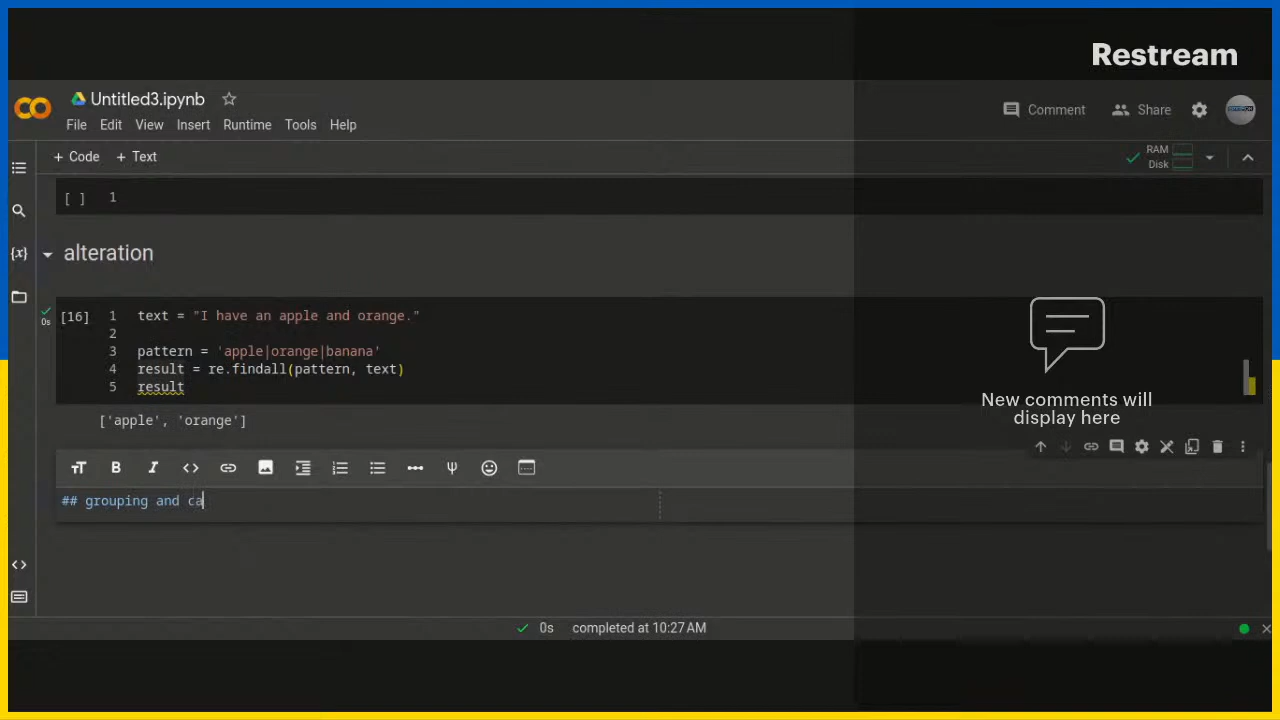 Restream
Untitled3.ipynb
Comment
Share
File Edit View Insert Runtime Tools Help
+ Code + Text
RAM
Disk
[ ] 1
alteration
{x}
0s
[16] 1 text = "I have an apple and orange."
2
3 pattern = 'apple|orange|banana'
4 result = re.findall(pattern, text)
5 result
['apple', 'orange']
New comments will
display here
## grouping and ca
0s completed at 10:27 AM